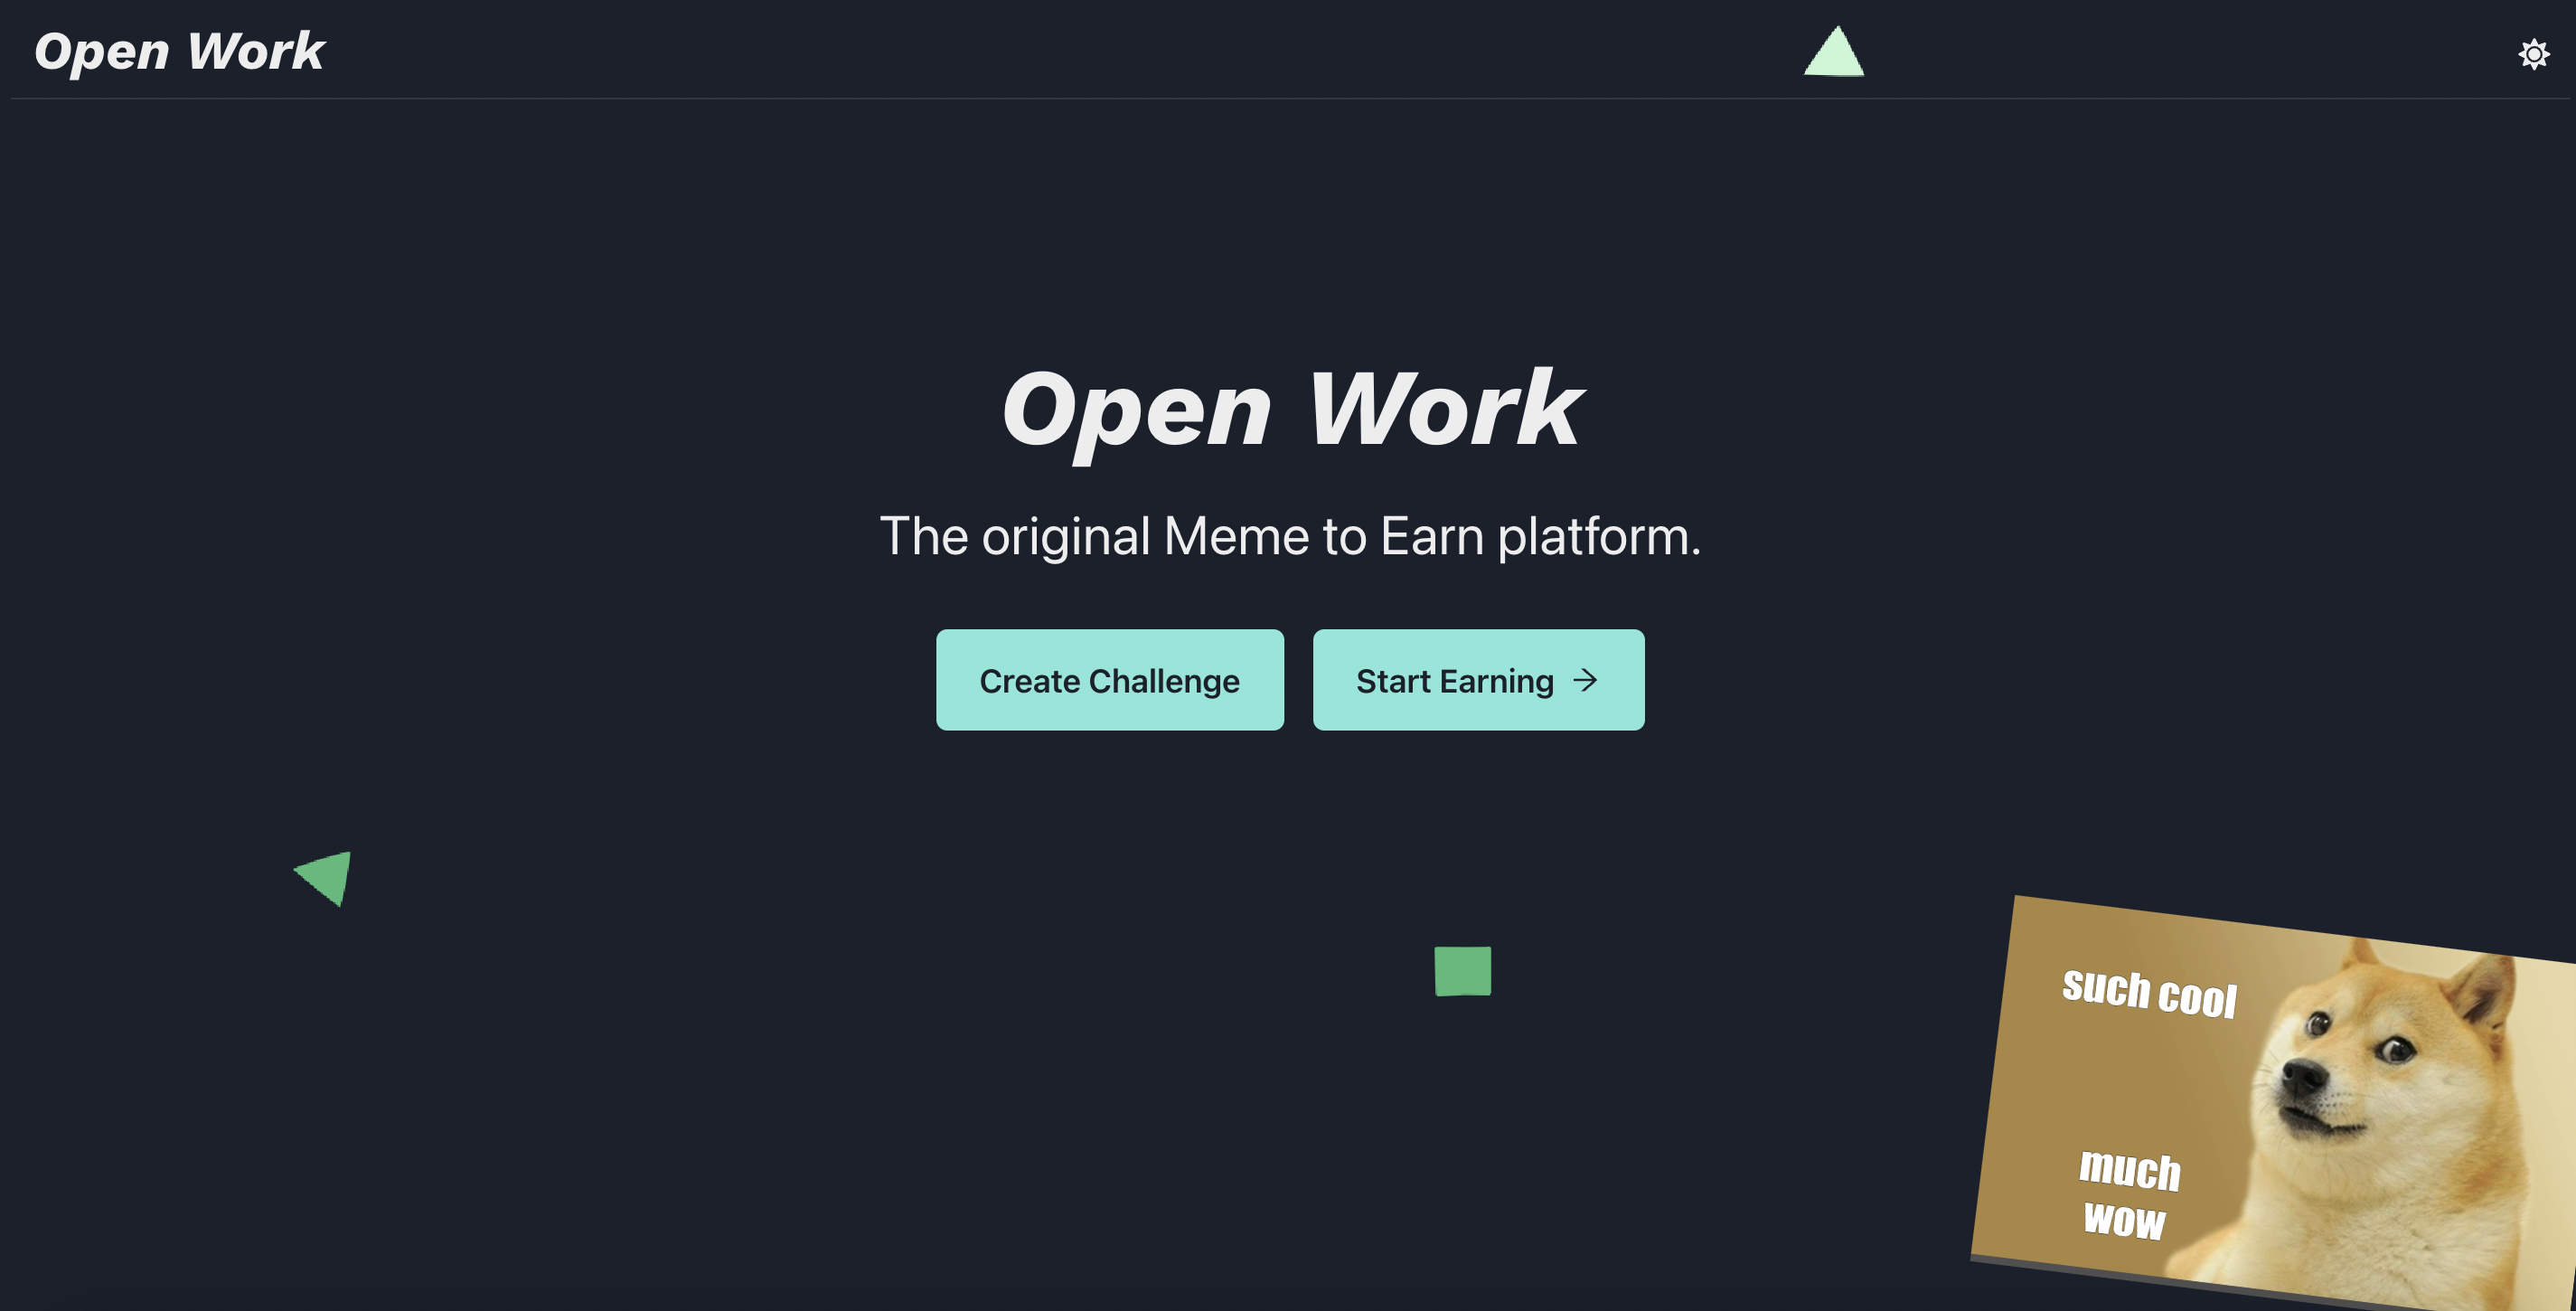 Open Work
Open Work
The original Meme to Earn platform.
Create Challenge
Start Earning →
such cool
much
wow